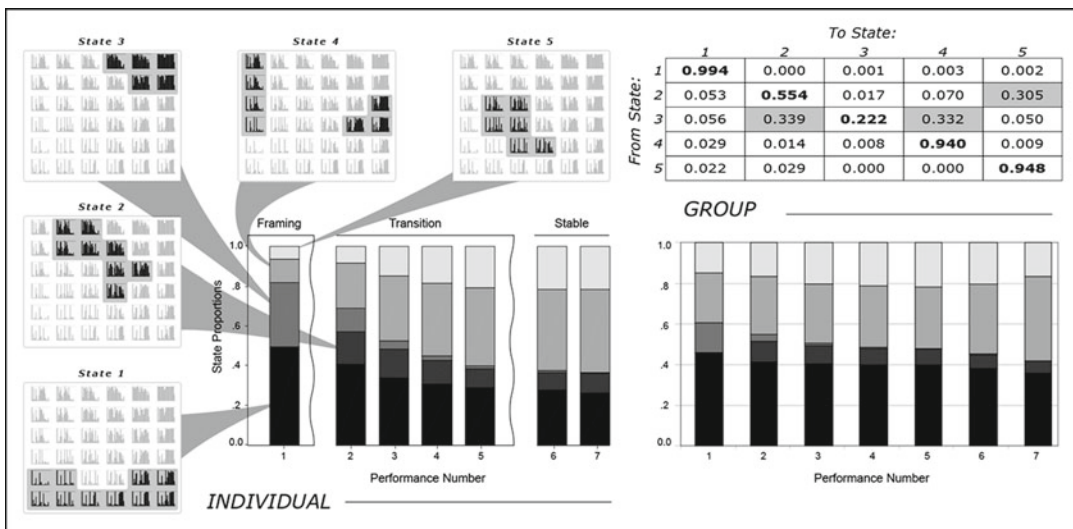 State 3
State 4
State 5
To State:
1 2 3 4 5
From State:
1 0.994 0.000 0.001 0.003 0.002
2 0.053 0.554 0.017 0.070 0.305
3 0.056 0.339 0.222 0.332 0.050
4 0.029 0.014 0.008 0.940 0.009
5 0.022 0.029 0.000 0.000 0.948
State 2
State 1
Framing
Transition
Stable
State Proportions
1.0
.8
.6
.4
.2
0.0
1 2 3 4 5 6 7
Performance Number
Performance Number
INDIVIDUAL
GROUP
1.0
.8
.6
.4
.2
0.0
1 2 3 4 5 6 7
Performance Number